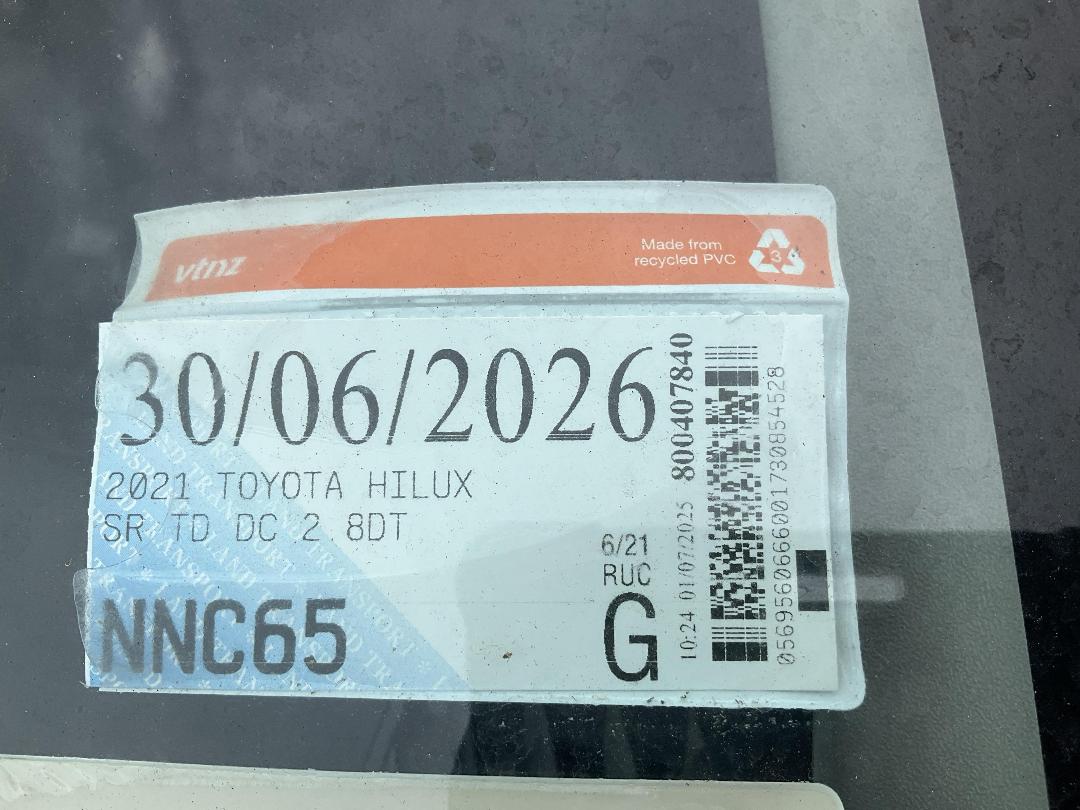 vtnz
Made from
recycled PVC
3
30/06/2026
2021 TOYOTA HILUX
SR TD DC 2 8DT
6/21
RUC
NNC65
G
10:24 01/07/2025 800407840
0569560666001730854528